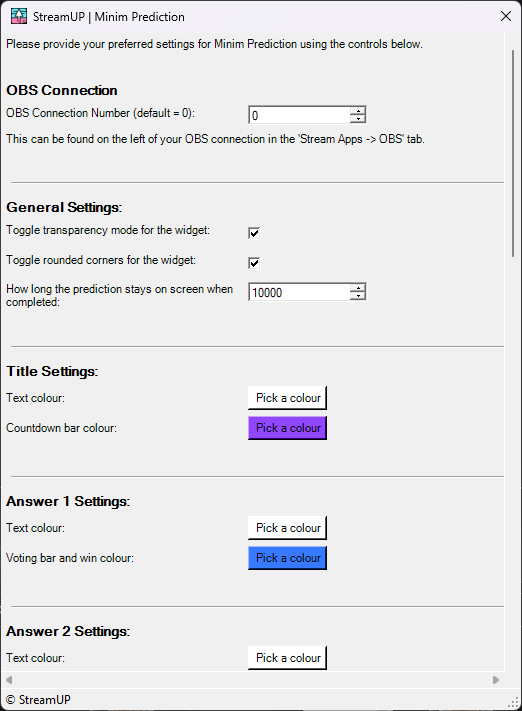 StreamUP | Minim Prediction
Please provide your preferred settings for Minim Prediction using the controls below.
OBS Connection
OBS Connection Number (default = 0):
0
This can be found on the left of your OBS connection in the 'Stream Apps -> OBS' tab.
General Settings:
Toggle transparency mode for the widget:
Toggle rounded corners for the widget:
How long the prediction stays on screen when
completed:
10000
Title Settings:
Text colour:
Pick a colour
Countdown bar colour:
Pick a colour
Answer 1 Settings:
Text colour:
Pick a colour
Voting bar and win colour:
Pick a colour
Answer 2 Settings:
Text colour:
Pick a colour
© StreamUP